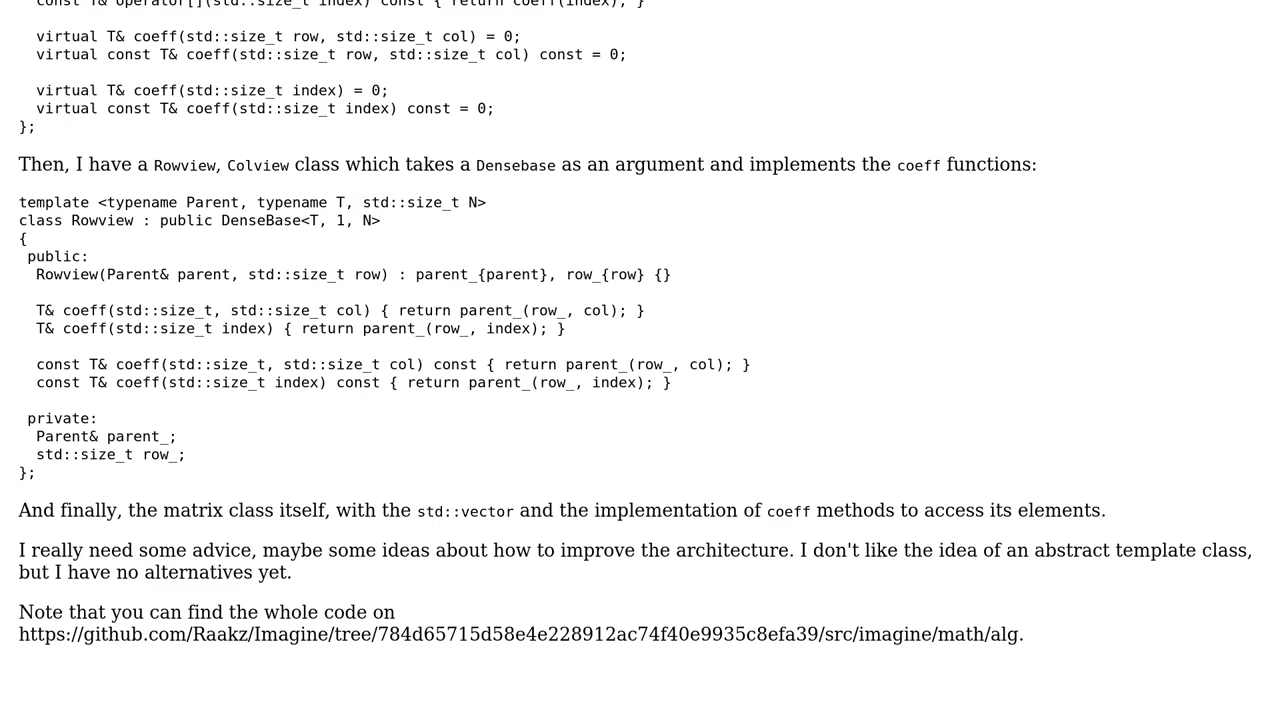 const T& operator[](std::size_t index) const { return coeff(index); }
virtual T& coeff(std::size_t row, std::size_t col) = 0;
virtual const T& coeff(std::size_t row, std::size_t col) const = 0;
virtual T& coeff(std::size_t index) = 0;
virtual const T& coeff(std::size_t index) const = 0;
};
Then, I have a Rowview, Colview class which takes a Densebase as an argument and implements the coeff functions:
template <typename Parent, typename T, std::size_t N>
class Rowview : public DenseBase<T, 1, N>
{
public:
Rowview(Parent& parent, std::size_t row) : parent_{parent}, row_{row} {}
T& coeff(std::size_t, std::size_t col) { return parent_(row_, col); }
T& coeff(std::size_t index) { return parent_(row_, index); }
const T& coeff(std::size_t, std::size_t col) const { return parent_(row_, col); }
const T& coeff(std::size_t index) const { return parent_(row_, index); }
private:
Parent& parent_;
std::size_t row_;
};
And finally, the matrix class itself, with the std::vector and the implementation of coeff methods to access its elements.
I really need some advice, maybe some ideas about how to improve the architecture. I don't like the idea of an abstract template class,
but I have no alternatives yet.
Note that you can find the whole code on
https://github.com/Raakz/Imagine/tree/784d65715d58e4e228912ac74f40e9935c8efa39/src/imagine/math/alg.